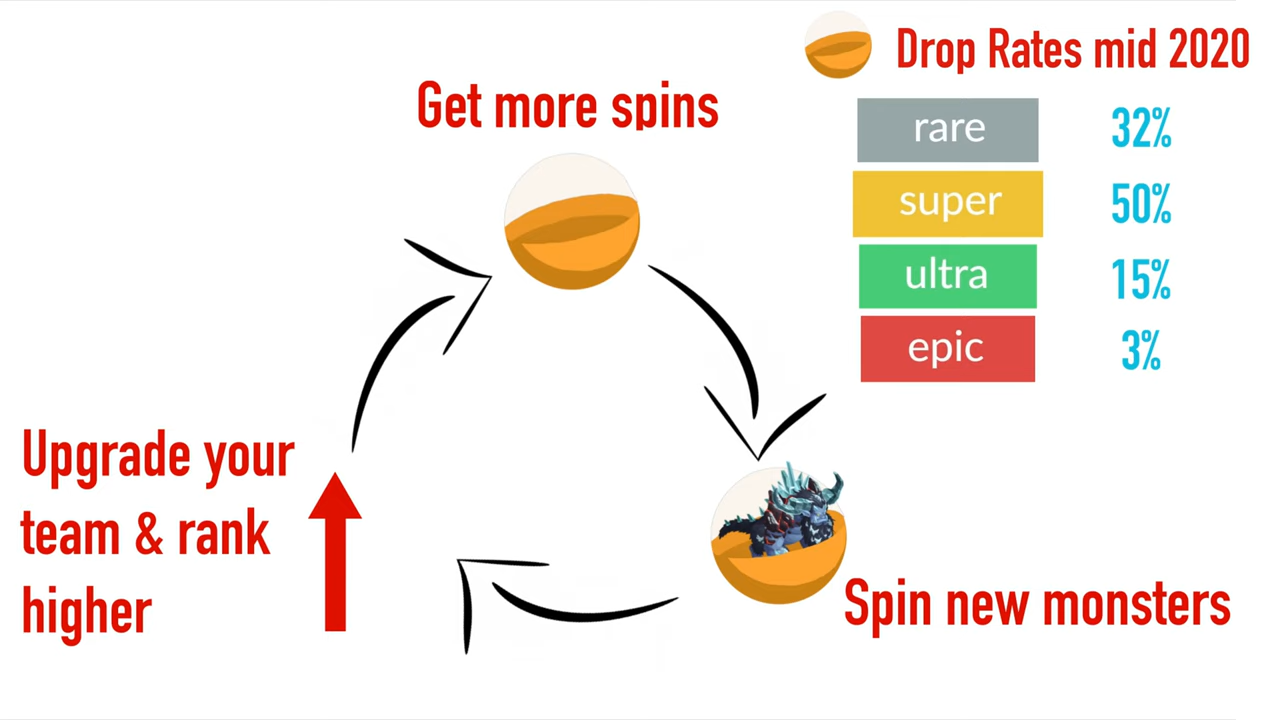 Drop Rates mid 2020
rare 32%
super 50%
ultra 15%
epic 3%
Get more spins
Upgrade your
team & rank
higher
Spin new monsters